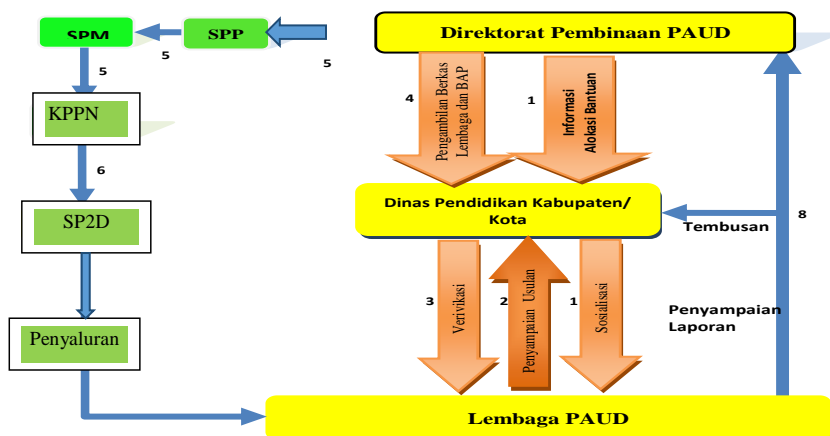 SPM
SPP
5
5
5
Direktorat Pembinaan PAUD
4
Pengambilan Berkas
Lembaga dan BAP
1
Informasi
Alokasi Bantuan
KPPN
6
SP2D
Penyaluran
Dinas Pendidikan Kabupaten/
Kota
Tembusan
8
3
Verivikasi
2
Penyampaian Usulan
1
Sosialisasi
Penyampaian
Laporan
Lembaga PAUD